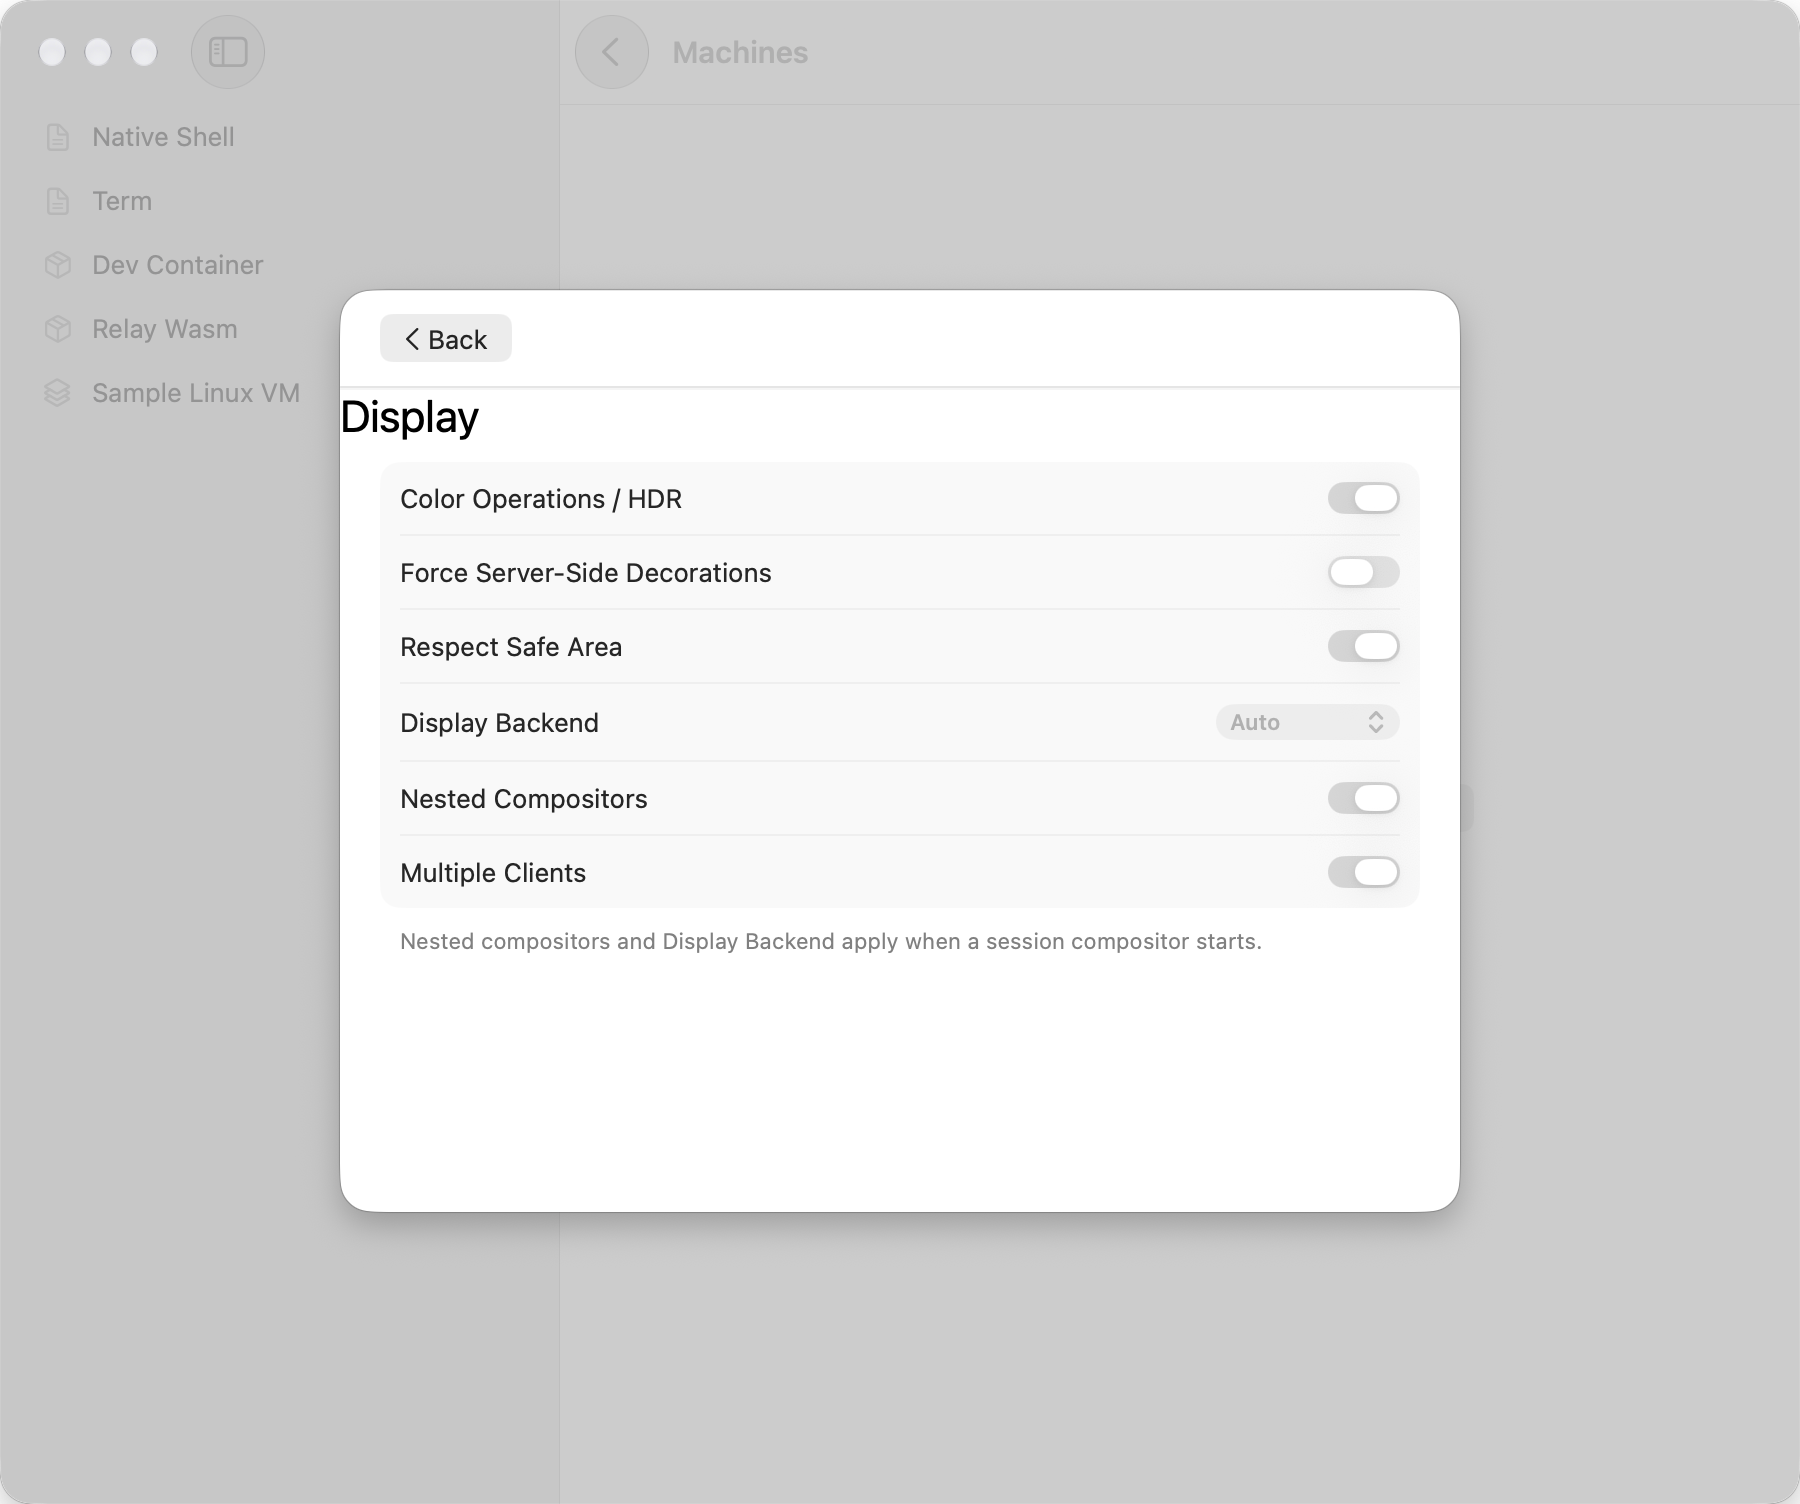 Machines
Native Shell
Term
Dev Container
Relay Wasm
Sample Linux VM
Back
Display
Color Operations / HDR
Force Server-Side Decorations
Respect Safe Area
Display Backend
Auto
Nested Compositors
Multiple Clients
Nested compositors and Display Backend apply when a session compositor starts.